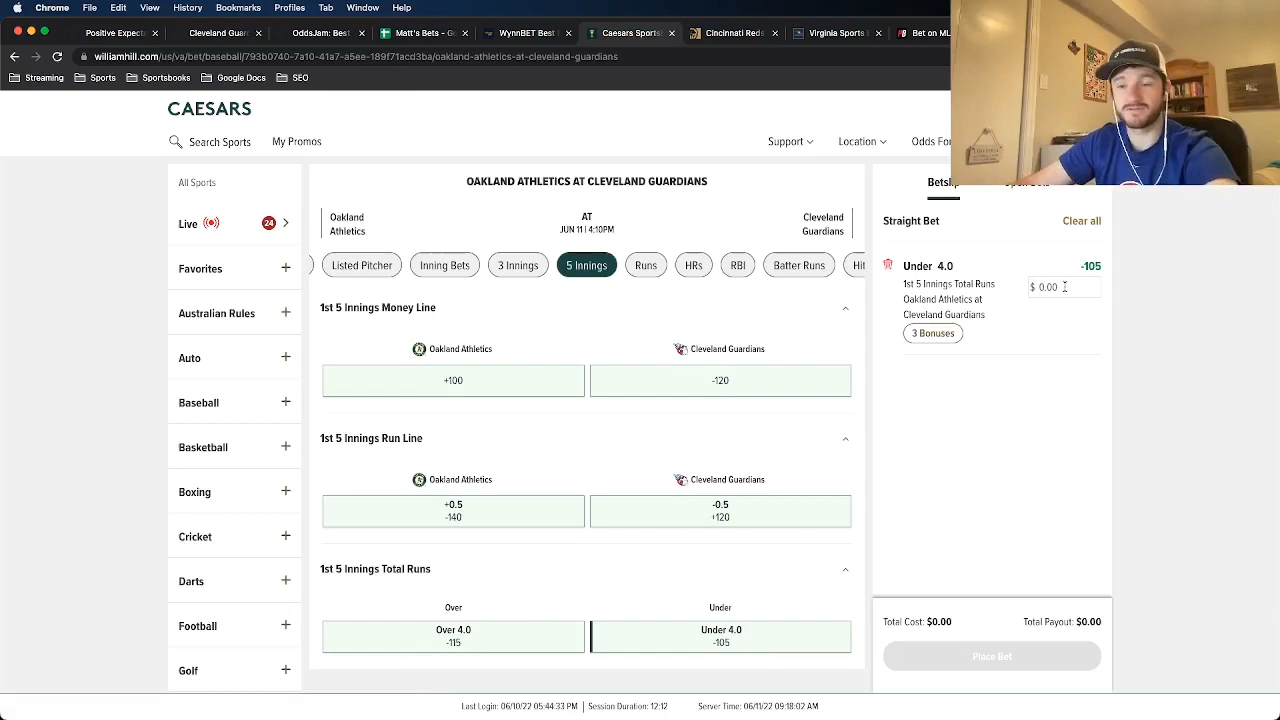 Chrome File Edit View History Bookmarks Profiles Tab Window Help
Positive Expect Cleveland Guar OddsJam: Best Matt's Bets - Go WynnBET Best Caesars Sports Cincinnati Reds Virginia Sports Bet on ML
williamhill.com/us/va/bet/baseball/793b0740-7a10-41a7-a5ee-189f71acd3ba/oakland-athletics-at-cleveland-guardians
Streaming Sports Sportsbooks Google Docs SEO
CAESARS
Search Sports My Promos Support Location Odds For
All Sports
Live 24
Favorites
Australian Rules
Auto
Baseball
Basketball
Boxing
Cricket
Darts
Football
Golf
OAKLAND ATHLETICS AT CLEVELAND GUARDIANS
Oakland Athletics
AT
JUN 11 | 4:10PM
Cleveland Guardians
Listed Pitcher Inning Bets 3 Innings 5 Innings Runs HRs RBI Batter Runs Hit
1st 5 Innings Money Line
Oakland Athletics Cleveland Guardians
+100 -120
1st 5 Innings Run Line
Oakland Athletics Cleveland Guardians
+0.5 -0.5
-140 +120
1st 5 Innings Total Runs
Over Under
Over 4.0 Under 4.0
-115 -105
Betslip
Straight Bet Clear all
Under 4.0 -105
1st 5 Innings Total Runs
$ 0.00
Oakland Athletics at
Cleveland Guardians
3 Bonuses
Total Cost: $0.00 Total Payout: $0.00
Place Bet
Last Login: 06/10/22 05:44:33 PM | Session Duration: 12:12 Server Time: 06/11/22 09:18:02 AM